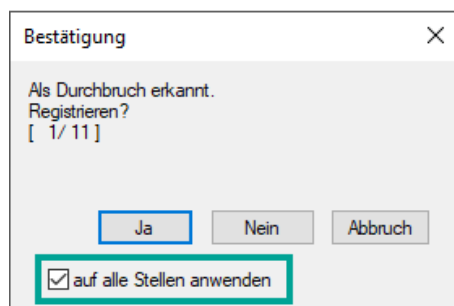 Bestätigung
Als Durchbruch erkannt.
Registrieren?
[ 1/ 11 ]
Ja Nein Abbruch
auf alle Stellen anwenden